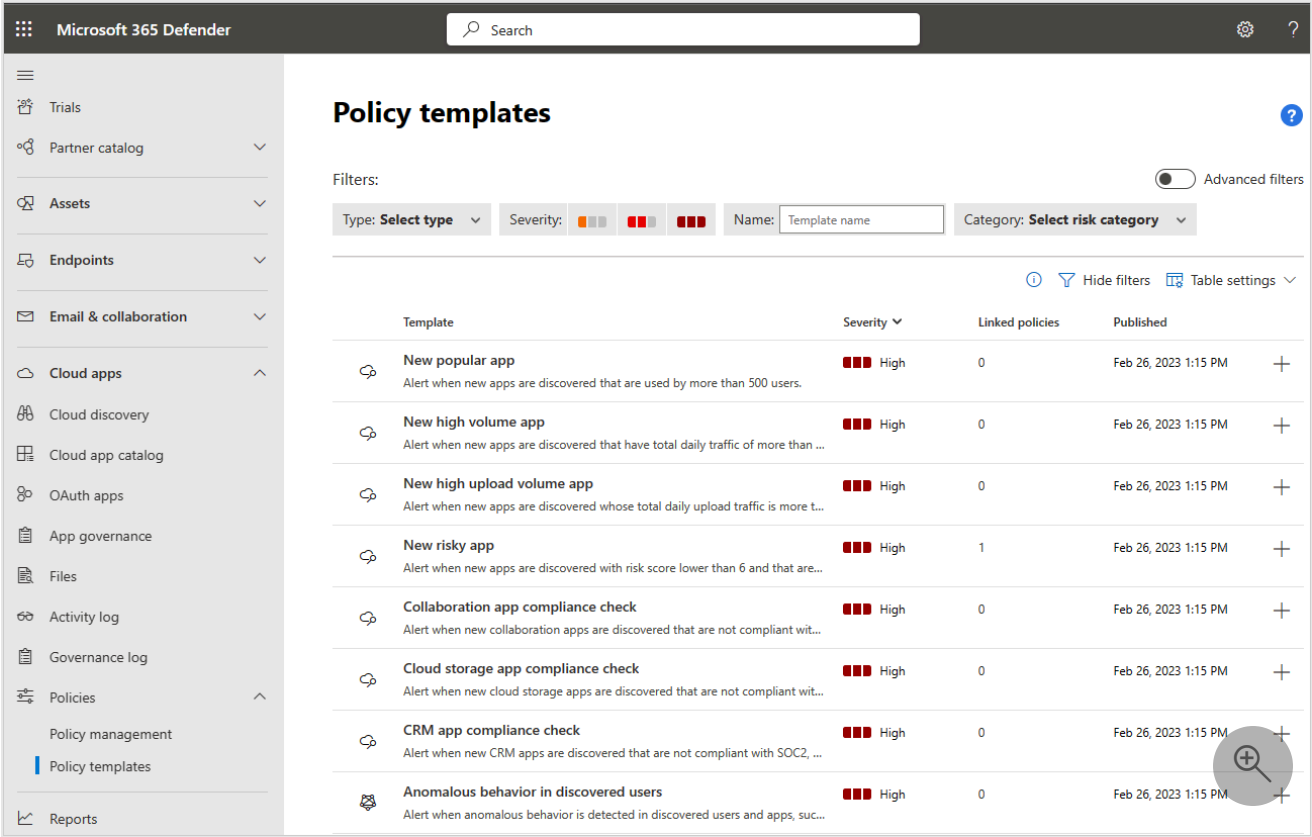 Microsoft 365 Defender
Search
?
Trials
Partner catalog
Assets
Endpoints
Email & collaboration
Cloud apps
Cloud discovery
Cloud app catalog
OAuth apps
App governance
Files
Activity log
Governance log
Policies
Policy management
Policy templates
Reports
Policy templates
?
Filters:
Advanced filters
Type: Select type
Severity:
Name: Template name
Category: Select risk category
Hide filters
Table settings
Template Severity Linked policies Published
New popular app High 0 Feb 26, 2023 1:15 PM
Alert when new apps are discovered that are used by more than 500 users.
New high volume app High 0 Feb 26, 2023 1:15 PM
Alert when new apps are discovered that have total daily traffic of more than ...
New high upload volume app High 0 Feb 26, 2023 1:15 PM
Alert when new apps are discovered whose total daily upload traffic is more t...
New risky app High 1 Feb 26, 2023 1:15 PM
Alert when new apps are discovered with risk score lower than 6 and that are...
Collaboration app compliance check High 0 Feb 26, 2023 1:15 PM
Alert when new collaboration apps are discovered that are not compliant wit...
Cloud storage app compliance check High 0 Feb 26, 2023 1:15 PM
Alert when new cloud storage apps are discovered that are not compliant wit...
CRM app compliance check High 0 Feb 26, 2023 1:15 PM
Alert when new CRM apps are discovered that are not compliant with SOC2, ...
Anomalous behavior in discovered users High 0 Feb 26, 2023 1:15 PM
Alert when anomalous behavior is detected in discovered users and apps, suc...